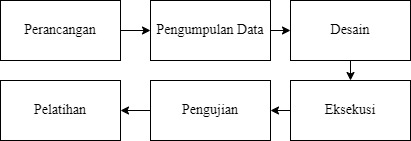 Perancangan
Pengumpulan Data
Desain
Eksekusi
Pengujian
Pelatihan